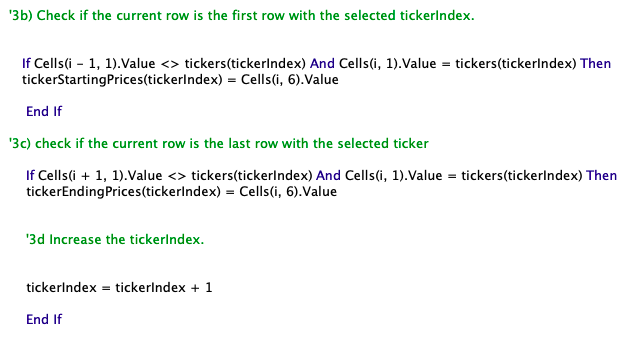 '3b) Check if the current row is the first row with the selected tickerIndex.
If Cells(i - 1, 1).Value <> tickers(tickerIndex) And Cells(i, 1).Value = tickers(tickerIndex) Then
tickerStartingPrices(tickerIndex) = Cells(i, 6).Value
End If
'3c) check if the current row is the last row with the selected ticker
If Cells(i + 1, 1).Value <> tickers(tickerIndex) And Cells(i, 1).Value = tickers(tickerIndex) Then
tickerEndingPrices(tickerIndex) = Cells(i, 6).Value
'3d Increase the tickerIndex.
tickerIndex = tickerIndex + 1
End If